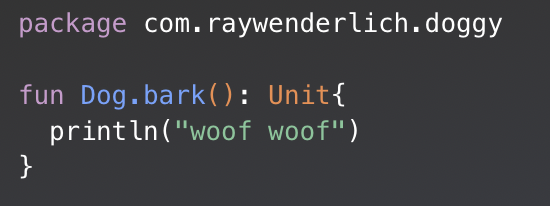 package com.raywenderlich.doggy
fun Dog.bark(): Unit{
  println("woof woof")
}